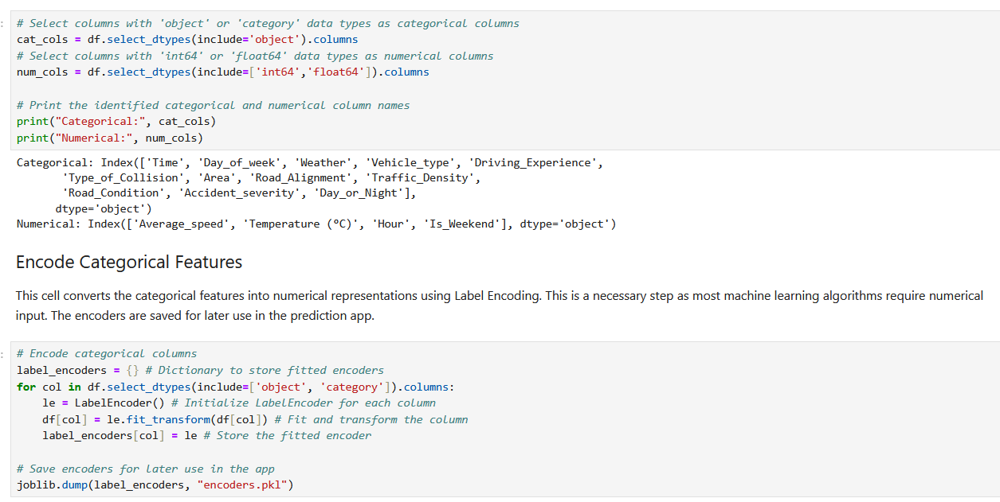 :
# Select columns with 'object' or 'category' data types as categorical columns
cat_cols = df.select_dtypes(include='object').columns
# Select columns with 'int64' or 'float64' data types as numerical columns
num_cols = df.select_dtypes(include=['int64','float64']).columns
# Print the identified categorical and numerical column names
print("Categorical:", cat_cols)
print("Numerical:", num_cols)
Categorical: Index(['Time', 'Day_of_week', 'Weather', 'Vehicle_type', 'Driving_Experience',
'Type_of_Collision', 'Area', 'Road_Alignment', 'Traffic_Density',
'Road_Condition', 'Accident_severity', 'Day_or_Night'],
dtype='object')
Numerical: Index(['Average_speed', 'Temperature (°C)', 'Hour', 'Is_Weekend'], dtype='object')
Encode Categorical Features
This cell converts the categorical features into numerical representations using Label Encoding. This is a necessary step as most machine learning algorithms require numerical
input. The encoders are saved for later use in the prediction app.
:
# Encode categorical columns
label_encoders = {} # Dictionary to store fitted encoders
for col in df.select_dtypes(include=['object', 'category']).columns:
    le = LabelEncoder() # Initialize LabelEncoder for each column
    df[col] = le.fit_transform(df[col]) # Fit and transform the column
    label_encoders[col] = le # Store the fitted encoder
# Save encoders for later use in the app
joblib.dump(label_encoders, "encoders.pkl")